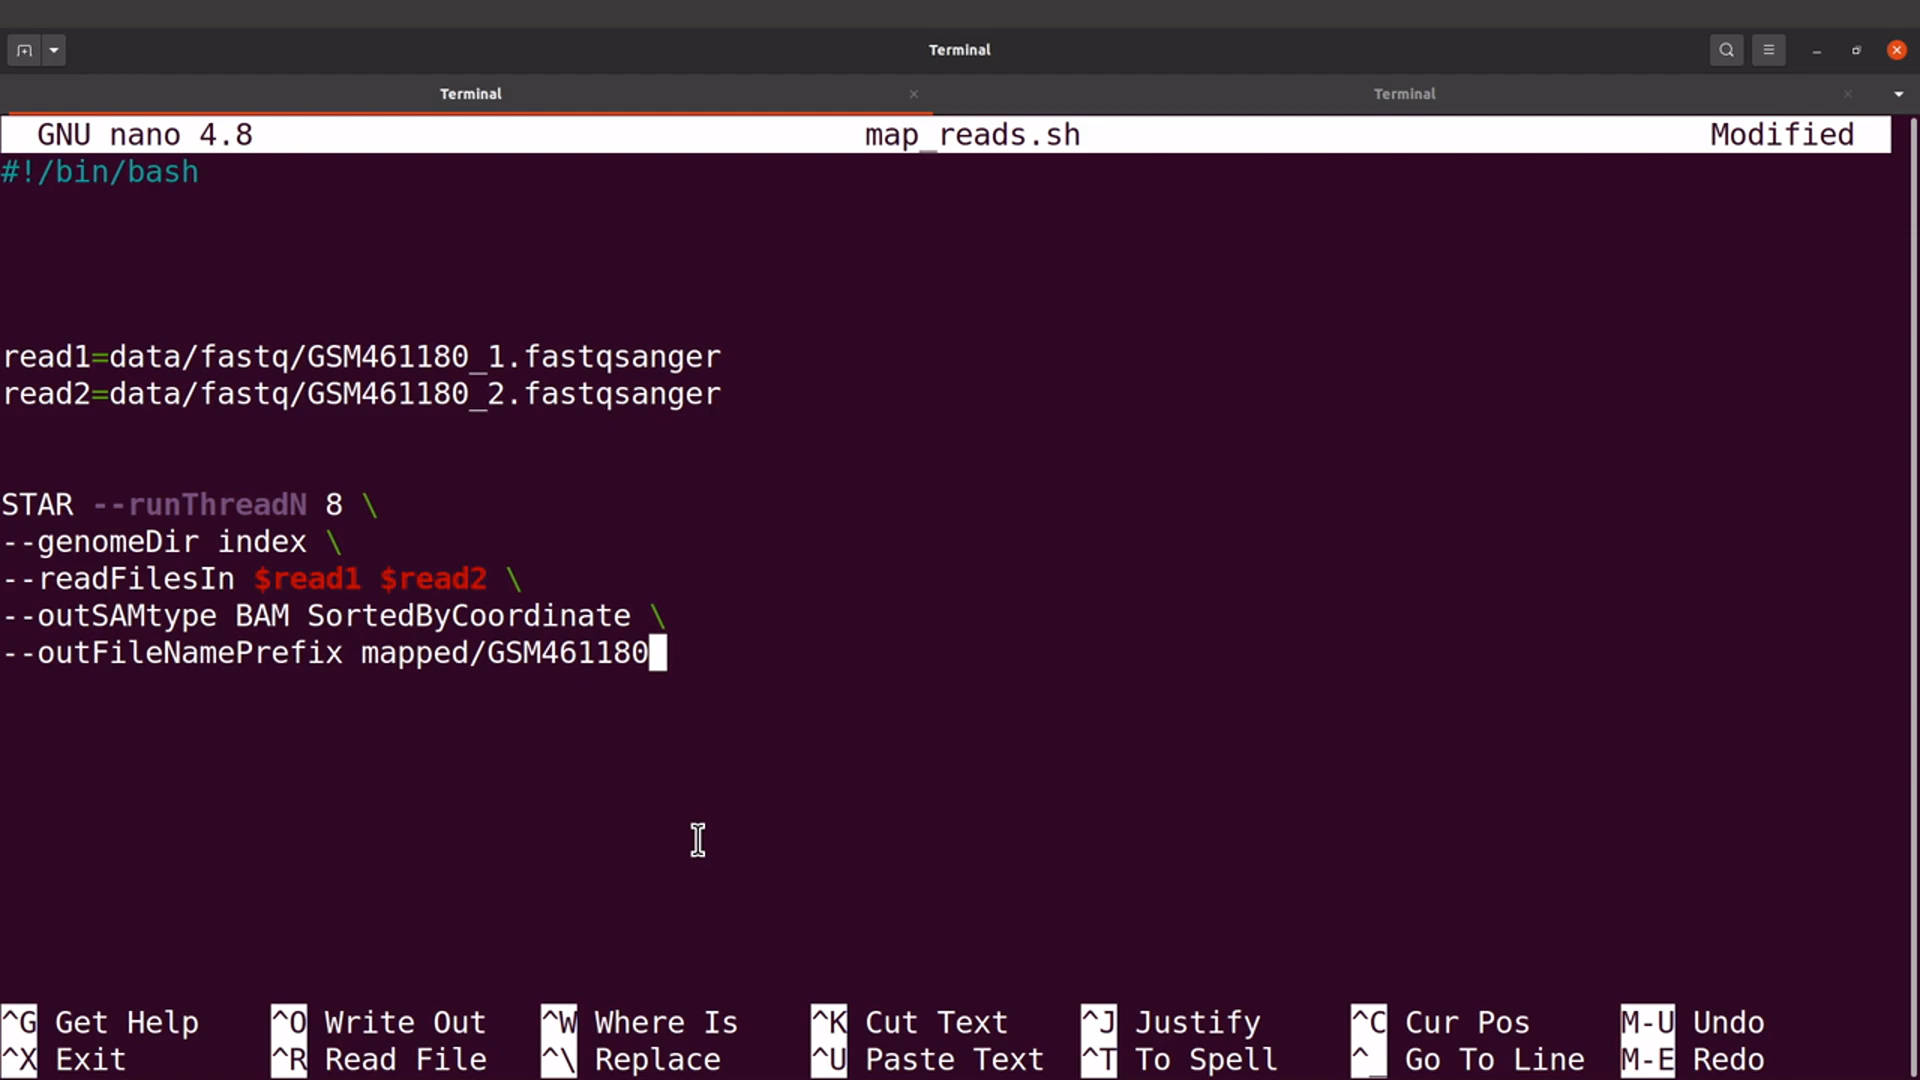 Terminal
Terminal
Terminal
GNU nano 4.8 map_reads.sh Modified
#!/bin/bash
read1=data/fastq/GSM461180_1.fastqsanger
read2=data/fastq/GSM461180_2.fastqsanger
STAR --runThreadN 8 \
--genomeDir index \
--readFilesIn $read1 $read2 \
--outSAMtype BAM SortedByCoordinate \
--outFileNamePrefix mapped/GSM461180
^G Get Help ^O Write Out ^W Where Is ^K Cut Text ^J Justify ^C Cur Pos M-U Undo
^X Exit ^R Read File ^\ Replace ^U Paste Text ^T To Spell ^_ Go To Line M-E Redo